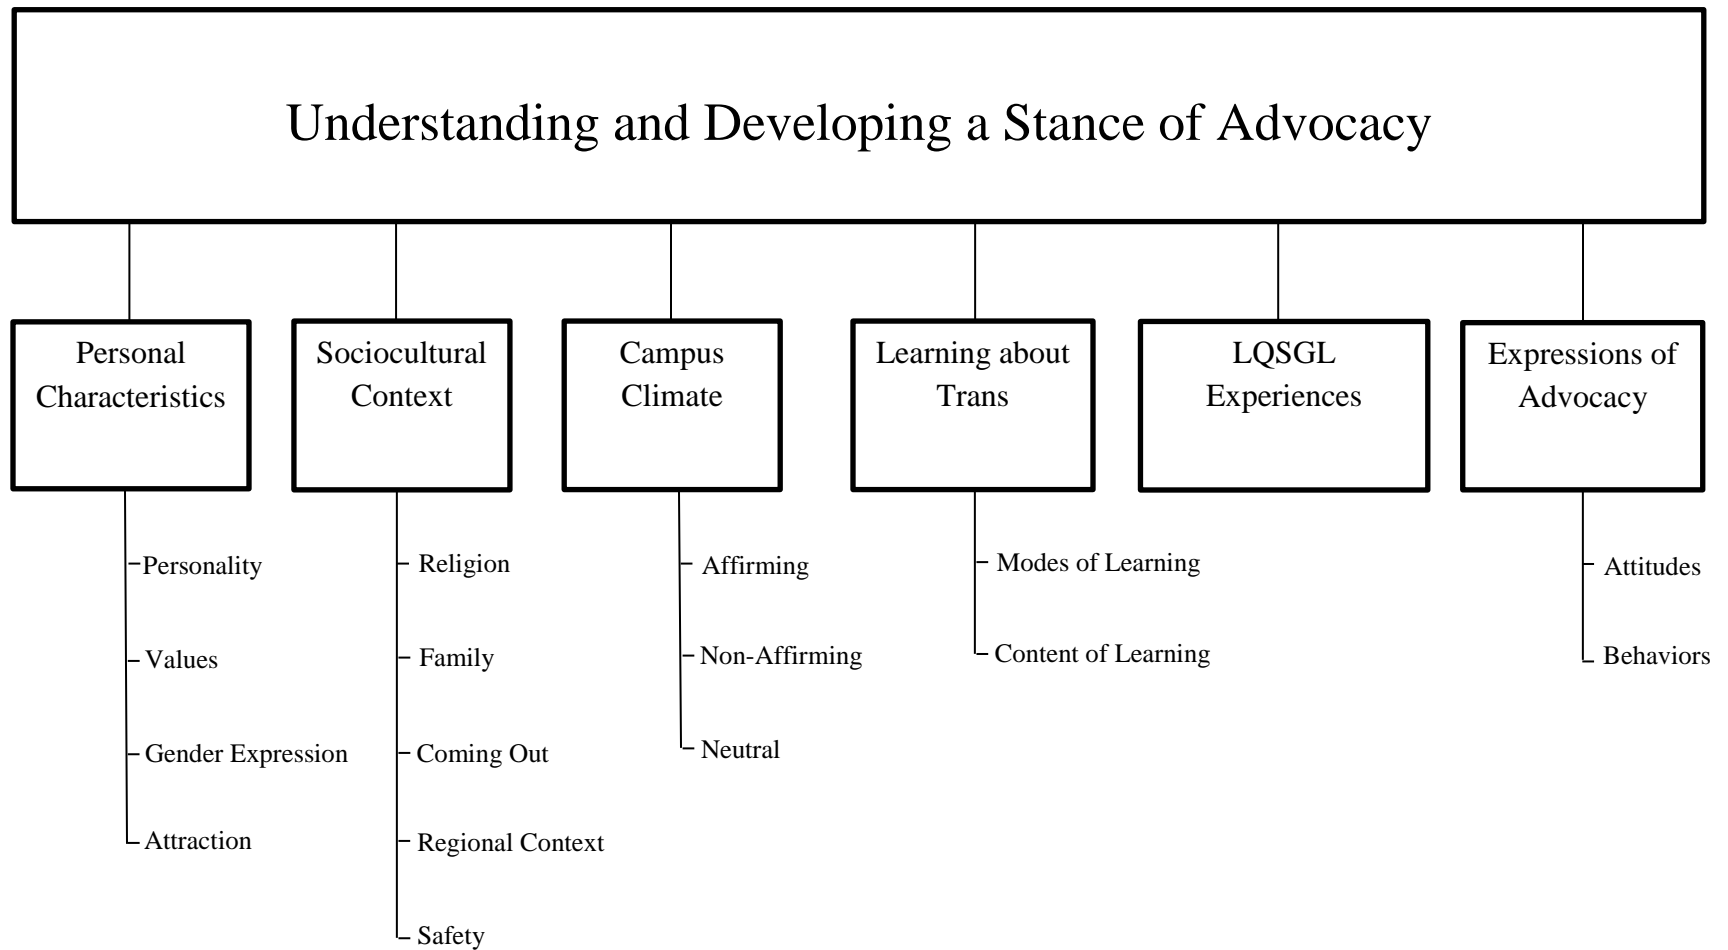 Understanding and Developing a Stance of Advocacy
Personal
Characteristics
Sociocultural
Context
Campus
Climate
Learning about
Trans
LQSGL
Experiences
Expressions of
Advocacy
Personality
Values
Gender Expression
Attraction
Religion
Family
Coming Out
Regional Context
Safety
Affirming
Non-Affirming
Neutral
Modes of Learning
Content of Learning
Attitudes
Behaviors